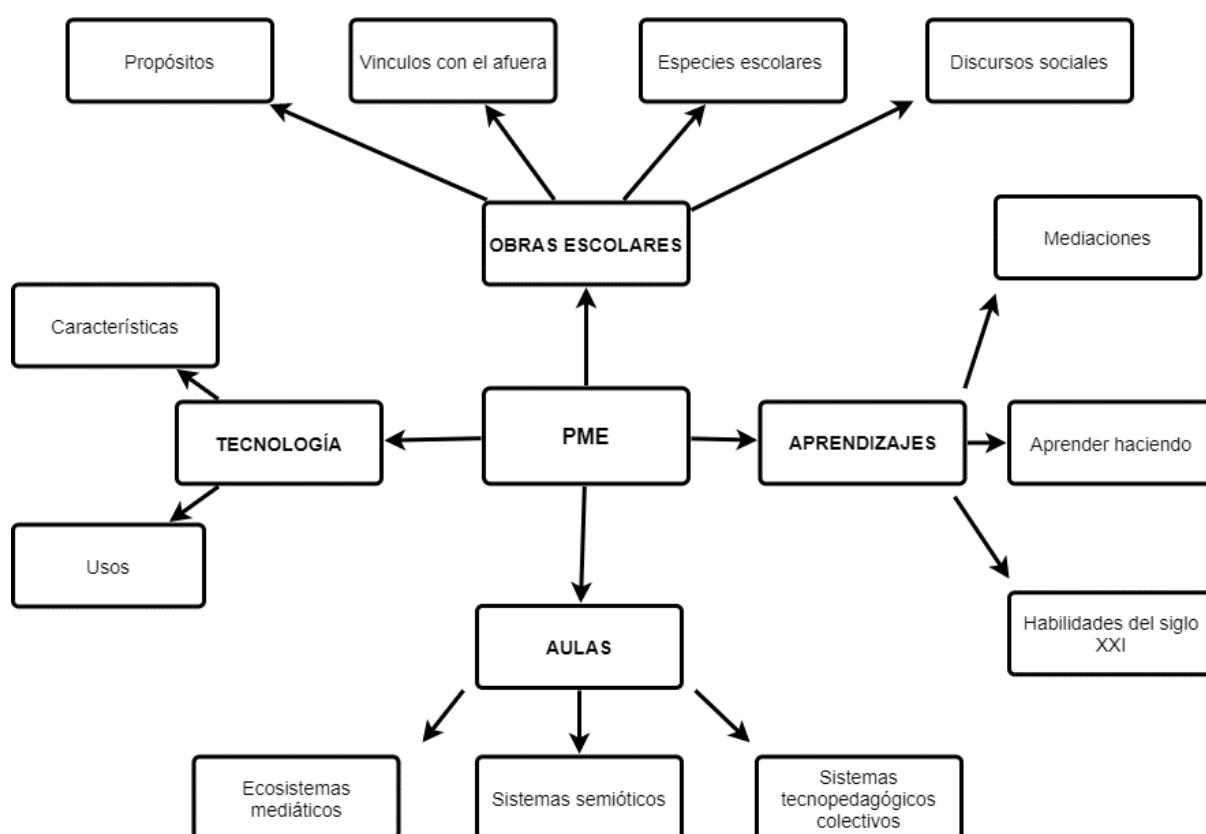 Propósitos
Vinculos con el afuera
Especies escolares
Discursos sociales
OBRAS ESCOLARES
Mediaciones
Característícas
TECNOLOGÍA
PME
APRENDIZAJES
Aprender haciendo
Usos
AULAS
Habilidades del siglo
XXI
Ecosistemas
mediáticos
Sistemas semióticos
Sistemas
tecnopedagógicos
colectivos